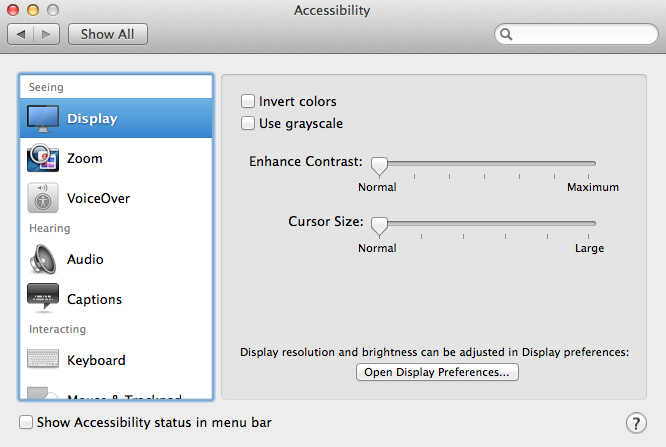 Accessibility
Show All
Seeing
Display
Zoom
VoiceOver
Hearing
Audio
Captions
Interacting
Keyboard
Mouse & Trackpad
Invert colors
Use grayscale
Enhance Contrast:
Normal Maximum
Cursor Size:
Normal Large
Display resolution and brightness can be adjusted in Display preferences:
Open Display Preferences...
Show Accessibility status in menu bar
?